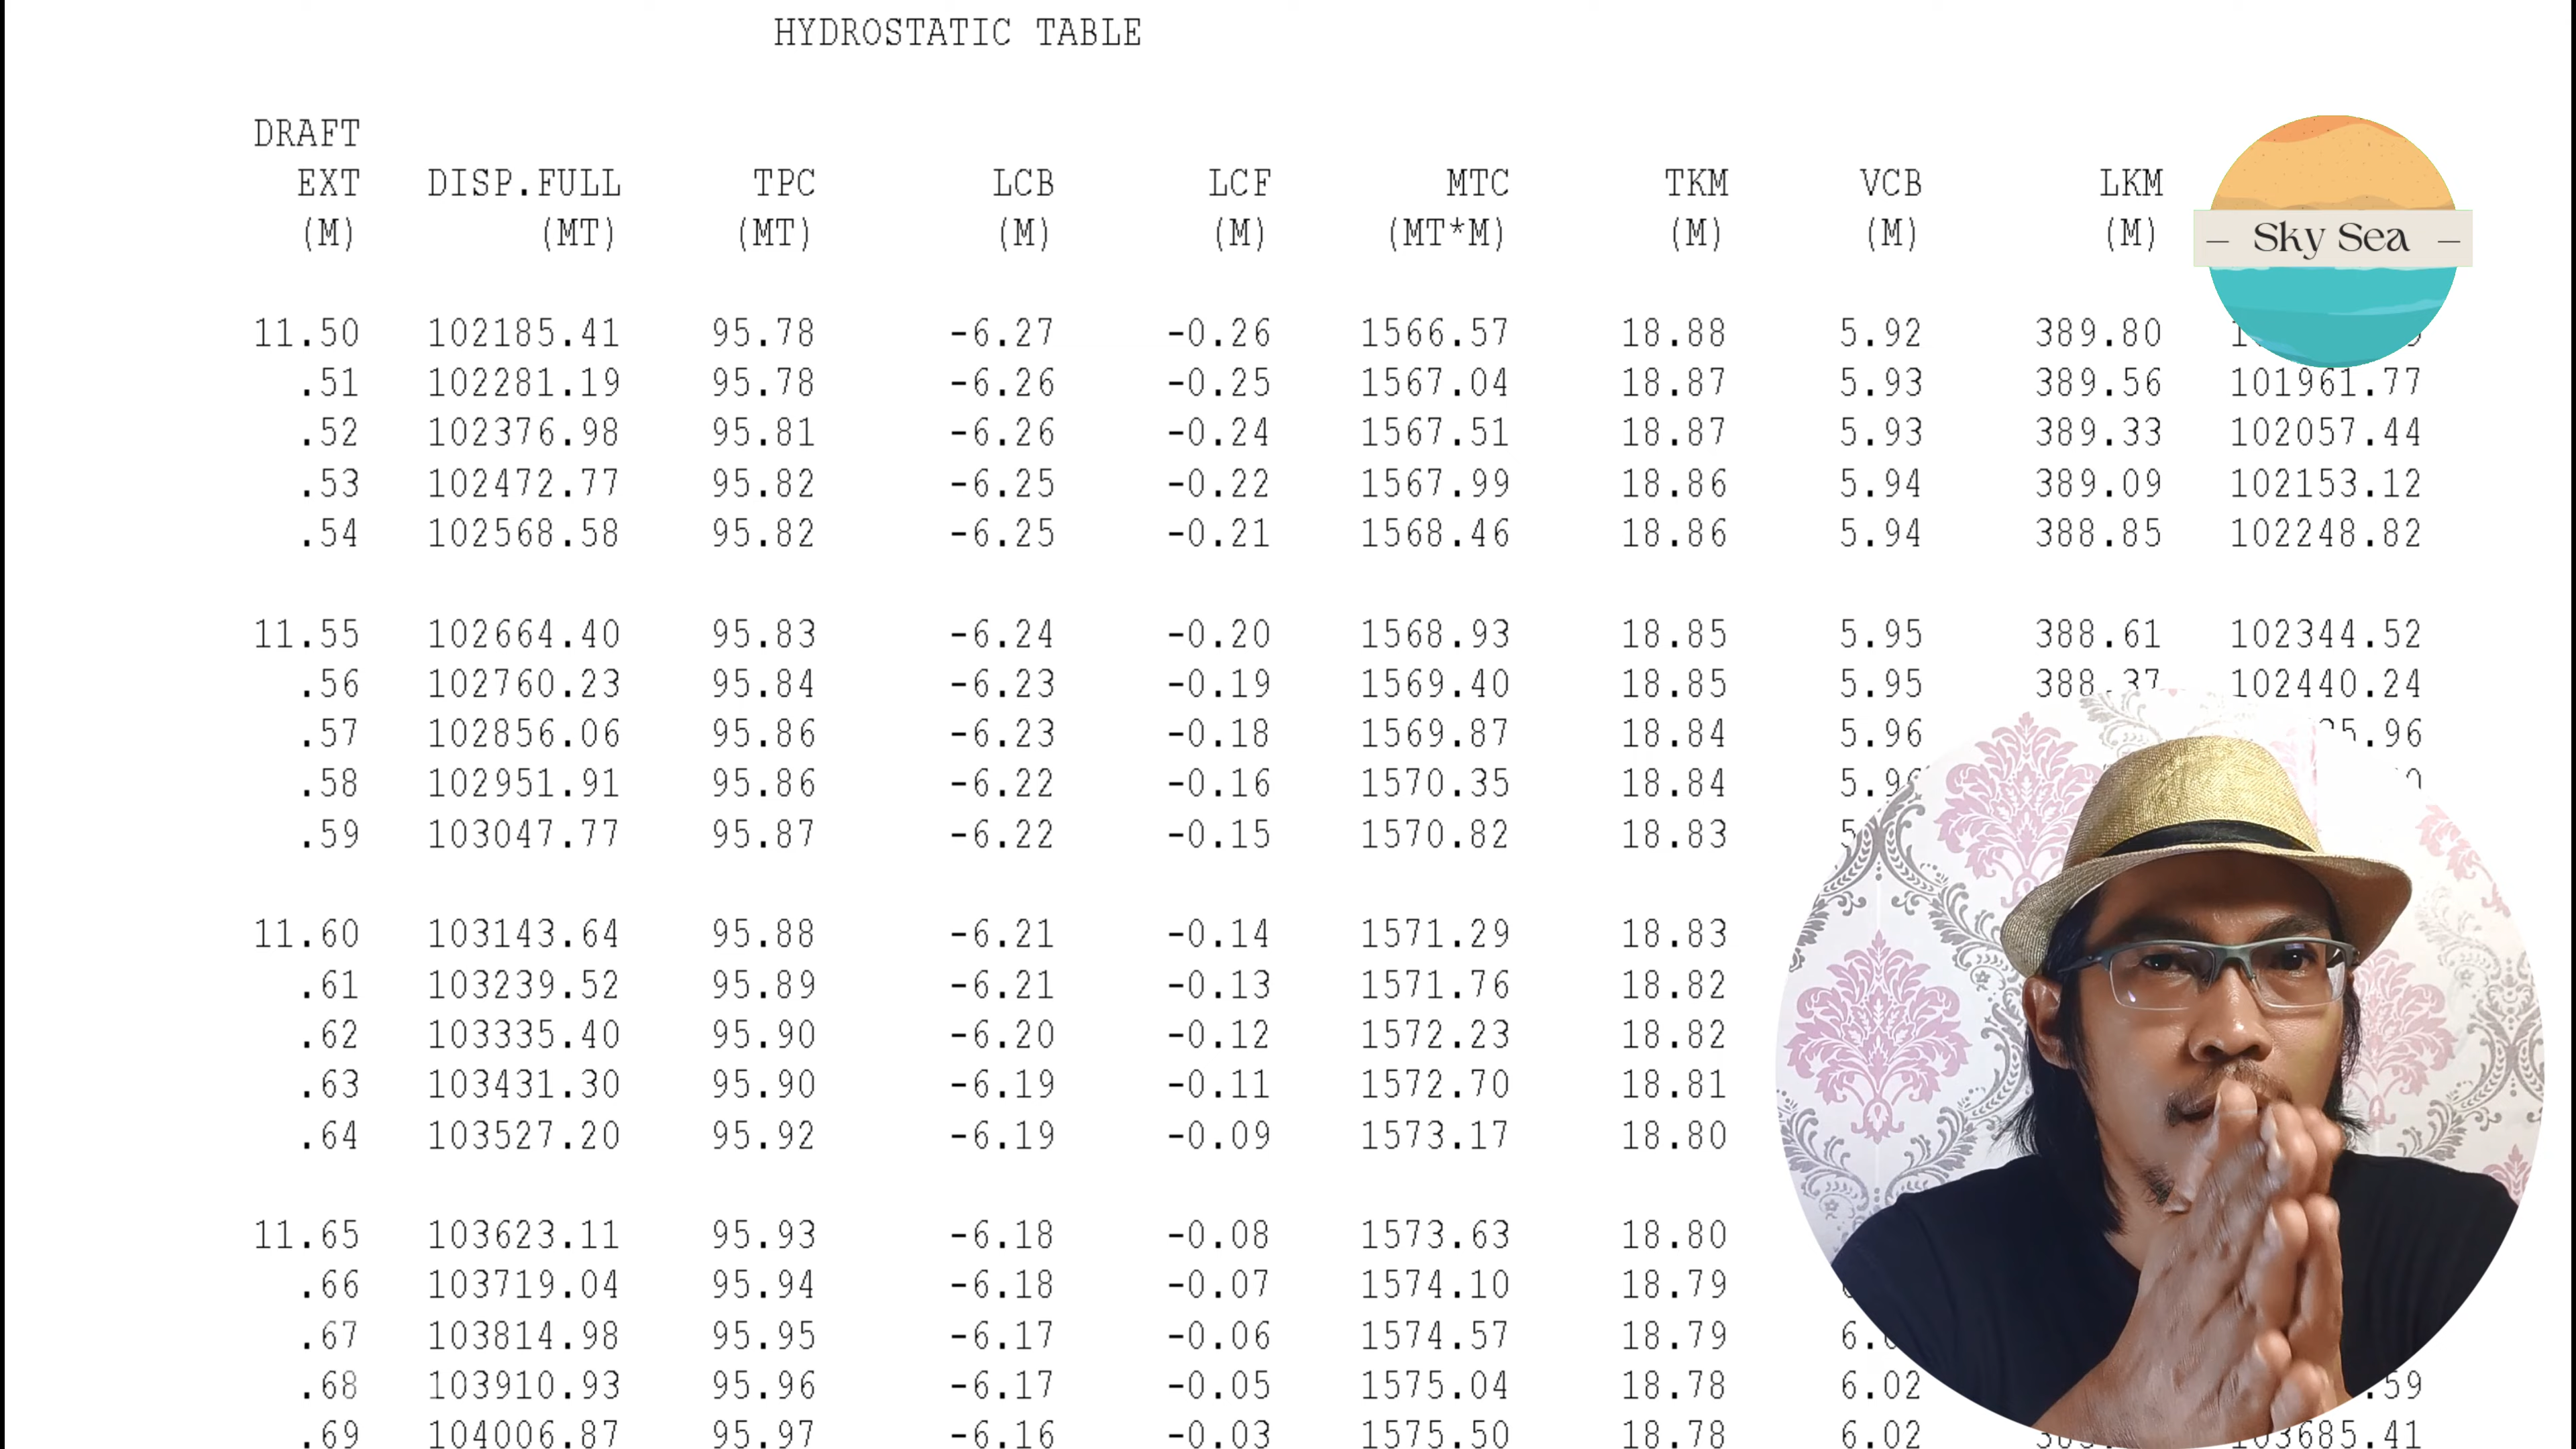 HYDROSTATIC TABLE
DRAFT
EXT DISP.FULL TPC LCB LCF MTC TKM VCB LKM
(M) (MT) (MT) (M) (M) (MT*M) (M) (M) (M)
— Sky Sea —
11.50 102185.41 95.78 -6.27 -0.26 1566.57 18.88 5.92 389.80
.51 102281.19 95.78 -6.26 -0.25 1567.04 18.87 5.93 389.56 101961.77
.52 102376.98 95.81 -6.26 -0.24 1567.51 18.87 5.93 389.33 102057.44
.53 102472.77 95.82 -6.25 -0.22 1567.99 18.86 5.94 389.09 102153.12
.54 102568.58 95.82 -6.25 -0.21 1568.46 18.86 5.94 388.85 102248.82
11.55 102664.40 95.83 -6.24 -0.20 1568.93 18.85 5.95 388.61 102344.52
.56 102760.23 95.84 -6.23 -0.19 1569.40 18.85 5.95 388.37 102440.24
.57 102856.06 95.86 -6.23 -0.18 1569.87 18.84 5.96
.58 102951.91 95.86 -6.22 -0.16 1570.35 18.84
.59 103047.77 95.87 -6.22 -0.15 1570.82 18.83
11.60 103143.64 95.88 -6.21 -0.14 1571.29 18.83
.61 103239.52 95.89 -6.21 -0.13 1571.76 18.82
.62 103335.40 95.90 -6.20 -0.12 1572.23 18.82
.63 103431.30 95.90 -6.19 -0.11 1572.70 18.81
.64 103527.20 95.92 -6.19 -0.09 1573.17 18.80
11.65 103623.11 95.93 -6.18 -0.08 1573.63 18.80
.66 103719.04 95.94 -6.18 -0.07 1574.10 18.79
.67 103814.98 95.95 -6.17 -0.06 1574.57 18.79
.68 103910.93 95.96 -6.17 -0.05 1575.04 18.78 6.02
.69 104006.87 95.97 -6.16 -0.03 1575.50 18.78 6.02